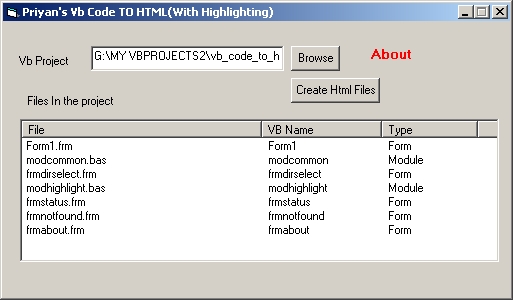 Priyan's Vb Code TO HTML(With Highlighting)
Vb Project G:\MY VBPROJECTS2\vb_code_to_h Browse About
Create Html Files
Files In the project
File VB Name Type
Form1.frm Form1 Form
modcommon.bas modcommon Module
frmdirselect.frm frmdirselect Form
modhighlight.bas modhighlight Module
frmstatus.frm frmstatus Form
frmnotfound.frm frmnotfound Form
frmabout.frm frmabout Form